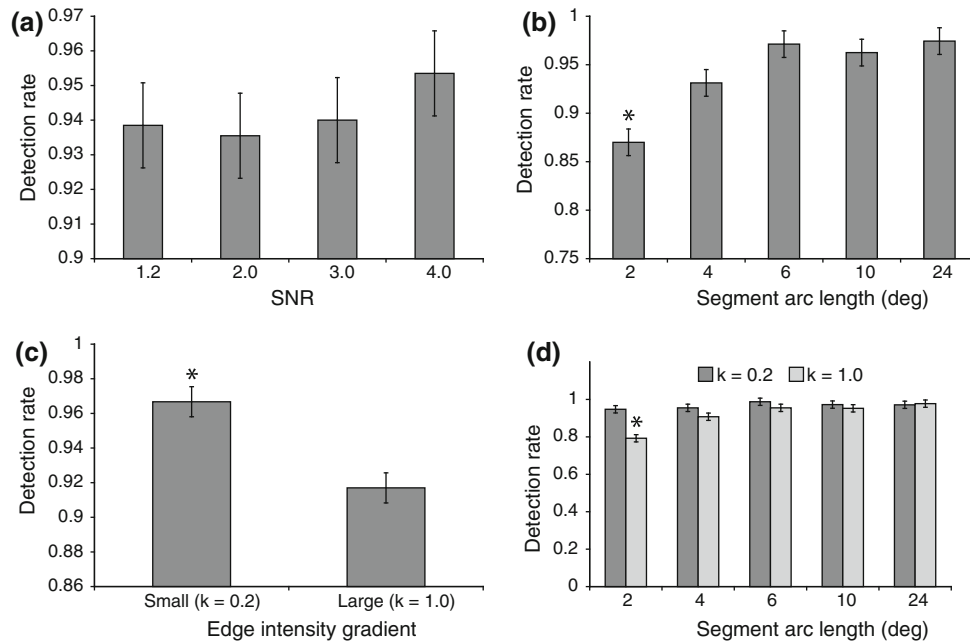 (a)
0.97
0.96
0.95
0.94
0.93
0.92
0.91
0.9
Detection rate
1.2 2.0 3.0 4.0
SNR
(b)
1
0.95
0.9
0.85
0.8
0.75
Detection rate
*
2 4 6 10 24
Segment arc length (deg)
(c)
1
0.98
0.96
0.94
0.92
0.9
0.88
0.86
Detection rate
*
Small (k = 0.2) Large (k = 1.0)
Edge intensity gradient
(d)
k = 0.2 k = 1.0
1
0.8
0.6
0.4
0.2
0
Detection rate
*
2 4 6 10 24
Segment arc length (deg)